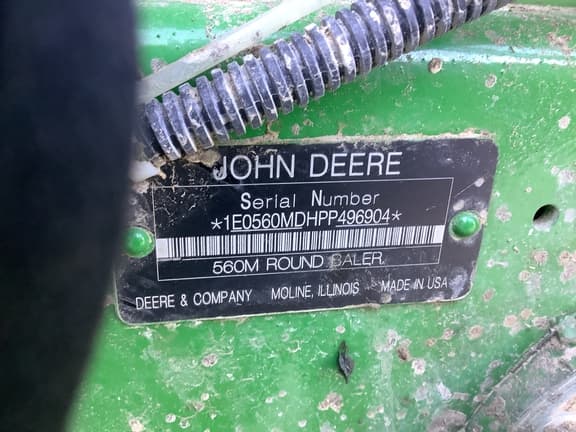 JOHN DEERE
Serial Number
*1E0560MDHPP496904*
560M ROUND BALER
DEERE & COMPANY MOLINE, ILLINOIS MADE IN USA